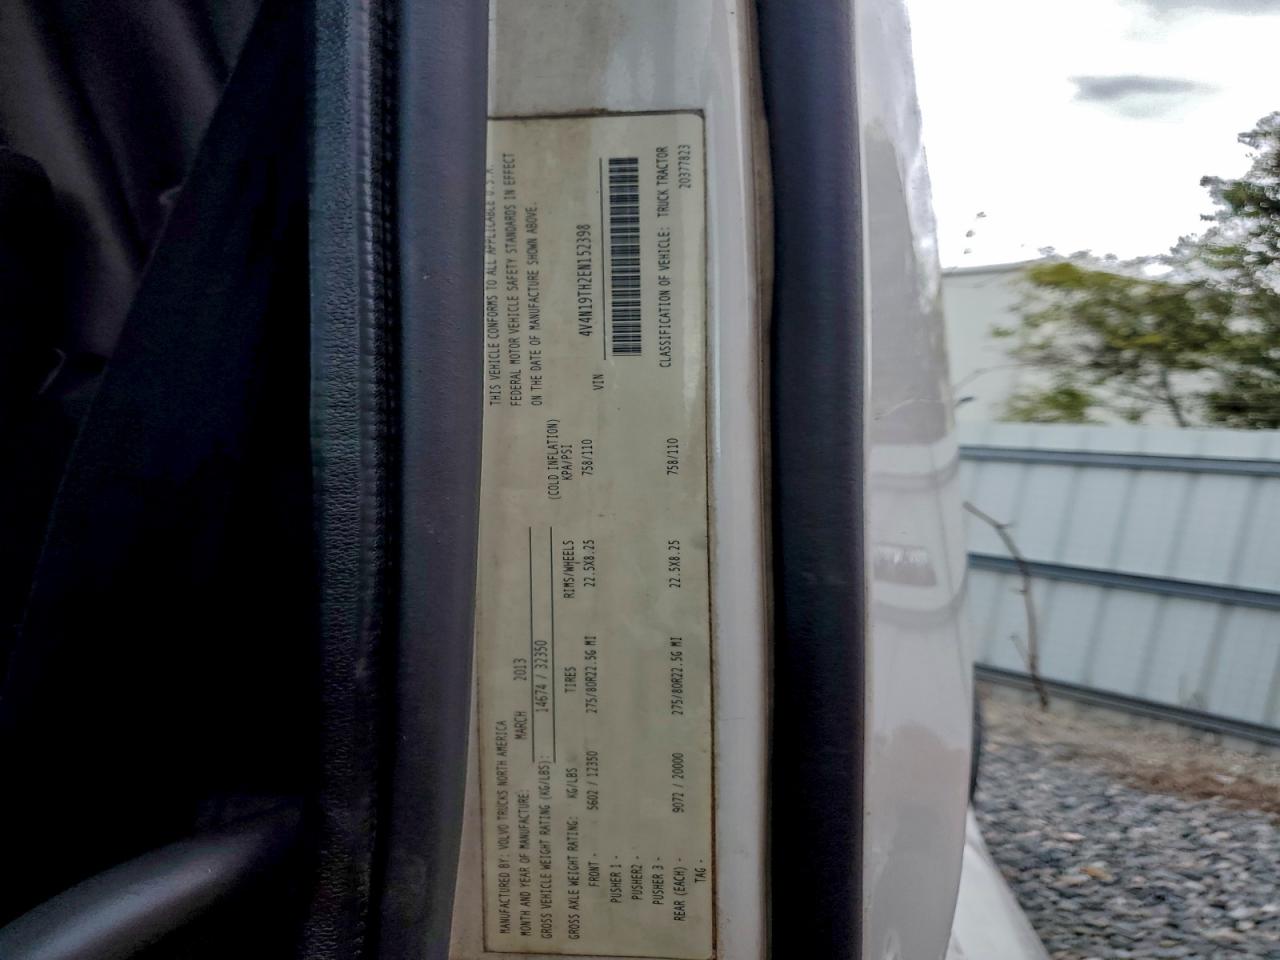 MANUFACTURED BY: VOLVO TRUCKS NORTH AMERICA
MONTH AND YEAR OF MANUFACTURE: MARCH 2013
GROSS VEHICLE WEIGHT RATING (KG/LBS): 14674 / 32350
GROSS AXLE WEIGHT RATING: KG/LBS TIRES RIMS/WHEELS (COLD INFLATION) KPA/PSI
FRONT - 5602 / 12350 275/80R22.5G MI 22.5X8.25 758/110
PUSHER 1 -
PUSHER2 -
PUSHER 3 -
REAR (EACH) - 9072 / 20000 275/80R22.5G MI 22.5X8.25 758/110
TAG -
THIS VEHICLE CONFORMS TO ALL APPLICABLE U.S.A.
FEDERAL MOTOR VEHICLE SAFETY STANDARDS IN EFFECT
ON THE DATE OF MANUFACTURE SHOWN ABOVE.
VIN 4V4N19TH2EN152398
CLASSIFICATION OF VEHICLE: TRUCK TRACTOR
20377823